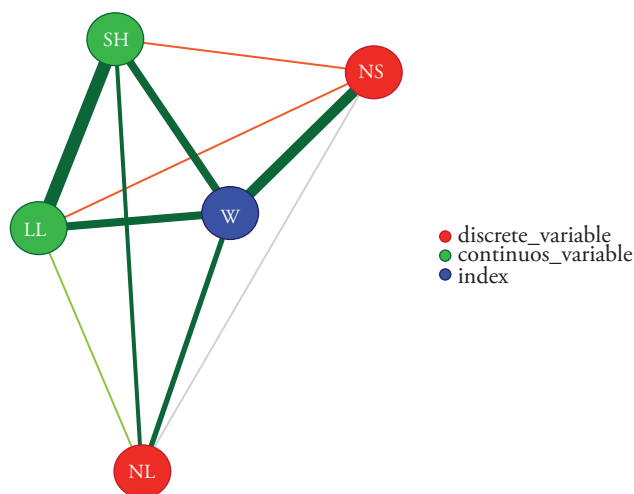 SH
NS
LL
W
NL
discrete_variable
continuos_variable
index